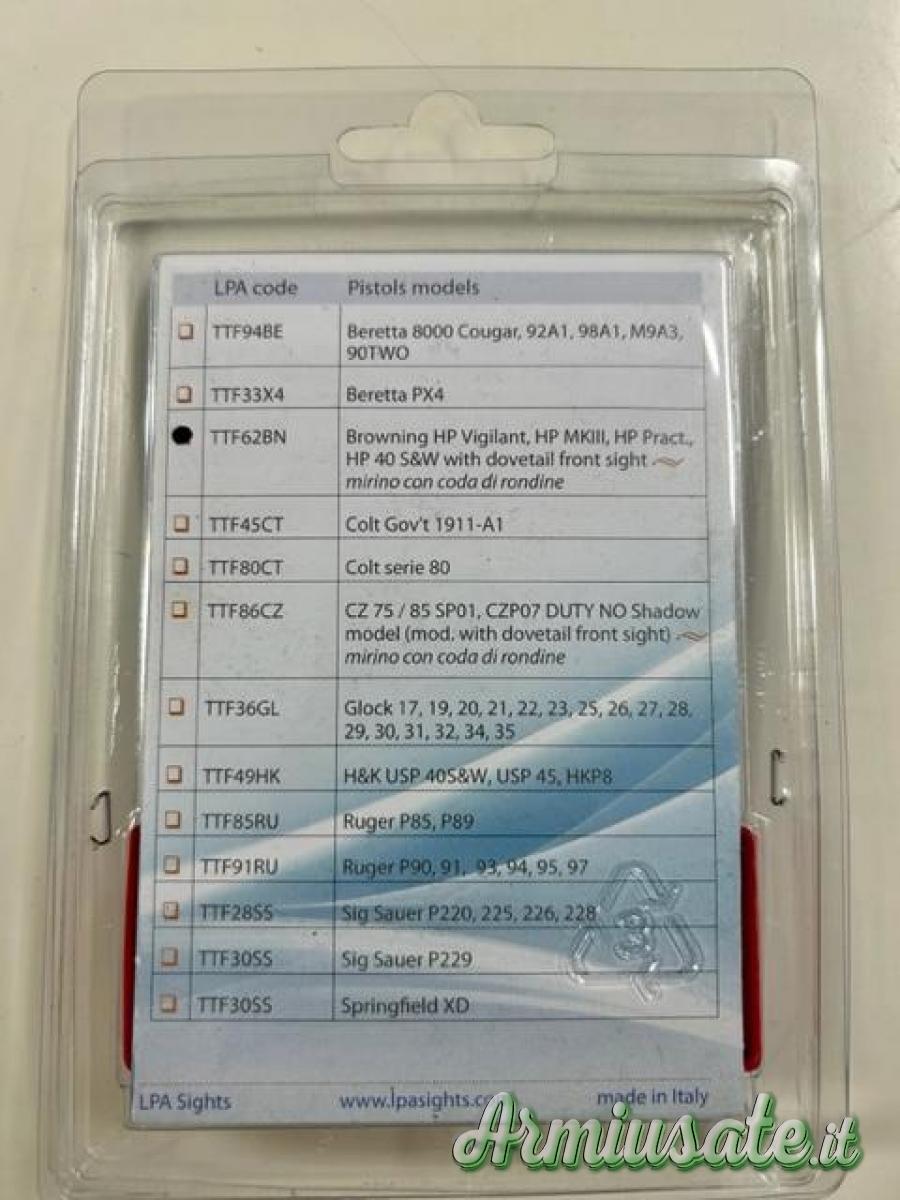 LPA code Pistols models
TTF94BE Beretta 8000 Cougar, 92A1, 98A1, M9A3,
90TWO
TTF33X4 Beretta PX4
TTF62BN Browning HP Vigilant, HP MKIII, HP Pract.,
HP 40 S&W with dovetail front sight
mirino con coda di rondine
TTF45CT Colt Gov't 1911-A1
TTF80CT Colt serie 80
TTF86CZ CZ 75 / 85 SP01, CZP07 DUTY NO Shadow
model (mod. with dovetail front sight)
mirino con coda di rondine
TTF36GL Glock 17, 19, 20, 21, 22, 23, 25, 26, 27, 28,
29, 30, 31, 32, 34, 35
TTF49HK H&K USP 40S&W, USP 45, HKP8
TTF85RU Ruger P85, P89
TTF91RU Ruger P90, 91, 93, 94, 95, 97
TTF28SS Sig Sauer P220, 225, 226, 228
TTF30SS Sig Sauer P229
TTF30SS Springfield XD
LPA Sights www.lpasights.co made in Italy
Armiusate.it